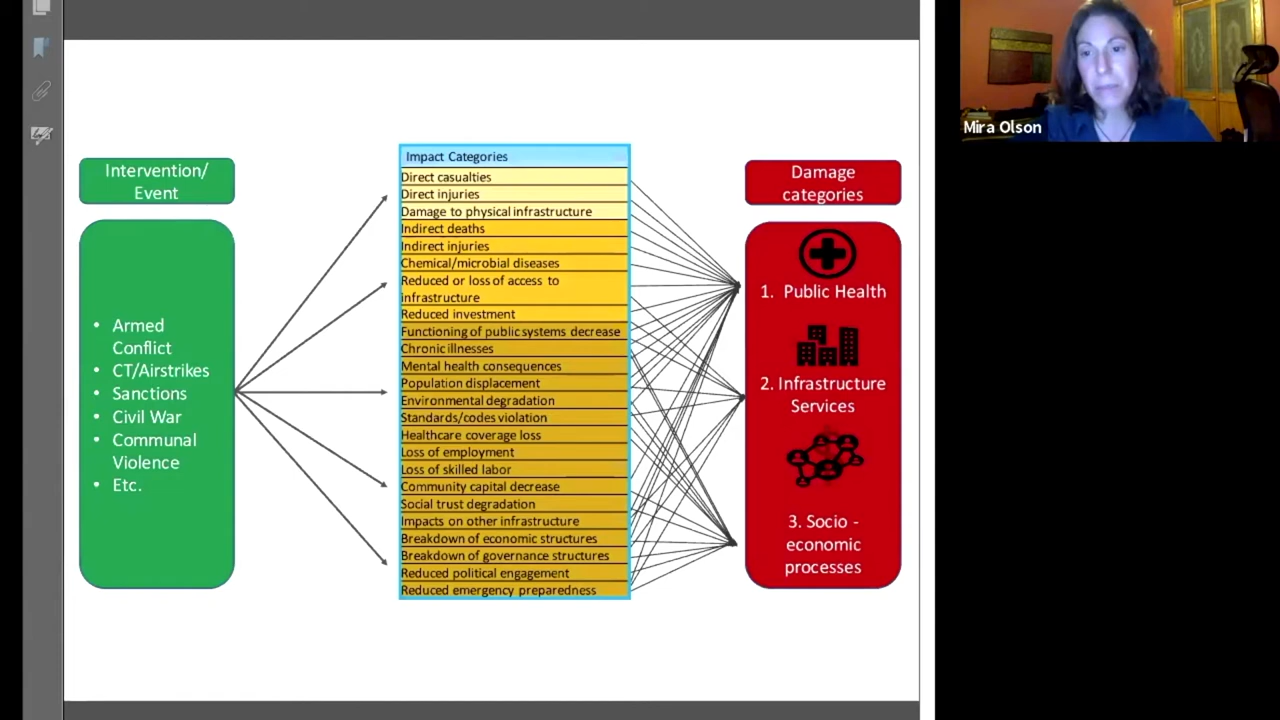 Intervention/
Event
• Armed
Conflict
• CT/Airstrikes
• Sanctions
• Civil War
• Communal
Violence
• Etc.
Impact Categories
Direct casualties
Direct injuries
Damage to physical infrastructure
Indirect deaths
Indirect injuries
Chemical/microbial diseases
Reduced or loss of access to
infrastructure
Reduced investment
Functioning of public systems decrease
Chronic illnesses
Mental health consequences
Population displacement
Environmental degradation
Standards/codes violation
Healthcare coverage loss
Loss of employment
Loss of skilled labor
Community capital decrease
Social trust degradation
Impacts on other infrastructure
Breakdown of economic structures
Breakdown of governance structures
Reduced political engagement
Reduced emergency preparedness
Damage
categories
1. Public Health
2. Infrastructure
Services
3. Socio -
economic
processes
Mira Olson